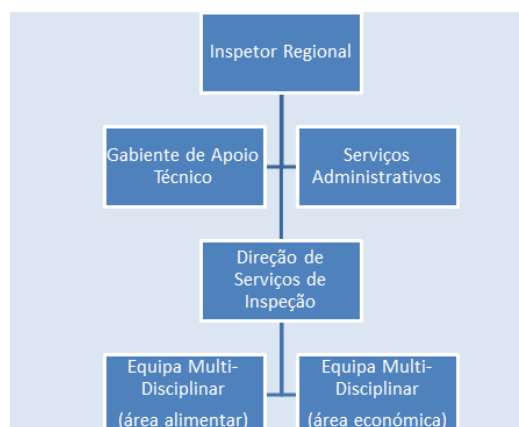 Inspetor Regional
Gabiente de Apoio
Técnico
Serviços
Administrativos
Direção de
Serviços de
Inspeção
Equipa Multi-
Disciplinar
(área alimentar)
Equipa Multi-
Disciplinar
(área económica)